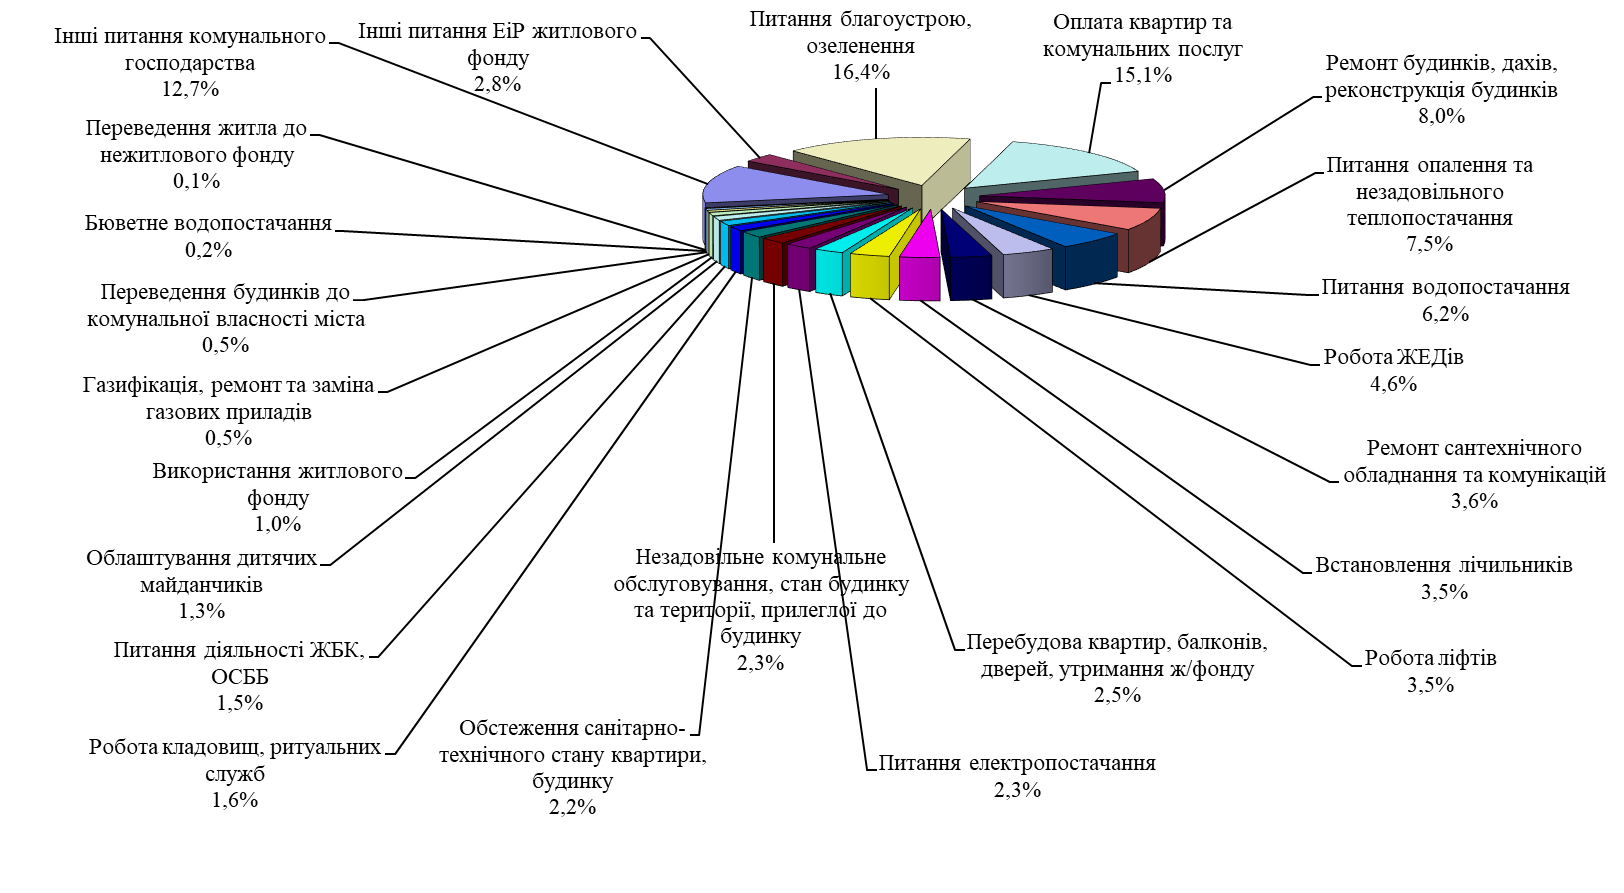 Інші питання комунального
господарства
12,7%
Інші питання ЕіР житлового
фонду
2,8%
Питання благоустрою,
озеленення
16,4%
Оплата квартир та
комунальних послуг
15,1%
Ремонт будинків, дахів,
реконструкція будинків
8,0%
Переведення житла до
нежитлового фонду
0,1%
Питання опалення та
незадовільного
теплопостачання
7,5%
Бюветне водопостачання
0,2%
Питання водопостачання
6,2%
Переведення будинків до
комунальної власності міста
0,5%
Робота ЖЕДів
4,6%
Газифікація, ремонт та заміна
газових приладів
0,5%
Ремонт сантехнічного
обладнання та комунікацій
3,6%
Використання житлового
фонду
1,0%
Облаштування дитячих
майданчиків
1,3%
Незадовільне комунальне
обслуговування, стан будинку
та території, прилеглої до
будинку
2,3%
Встановлення лічильників
3,5%
Питання діяльності ЖБК,
ОСББ
1,5%
Перебудова квартир, балконів,
дверей, утримання ж/фонду
2,5%
Робота ліфтів
3,5%
Робота кладовищ, ритуальних
служб
1,6%
Обстеження санітарно-
технічного стану квартири,
будинку
2,2%
Питання електропостачання
2,3%